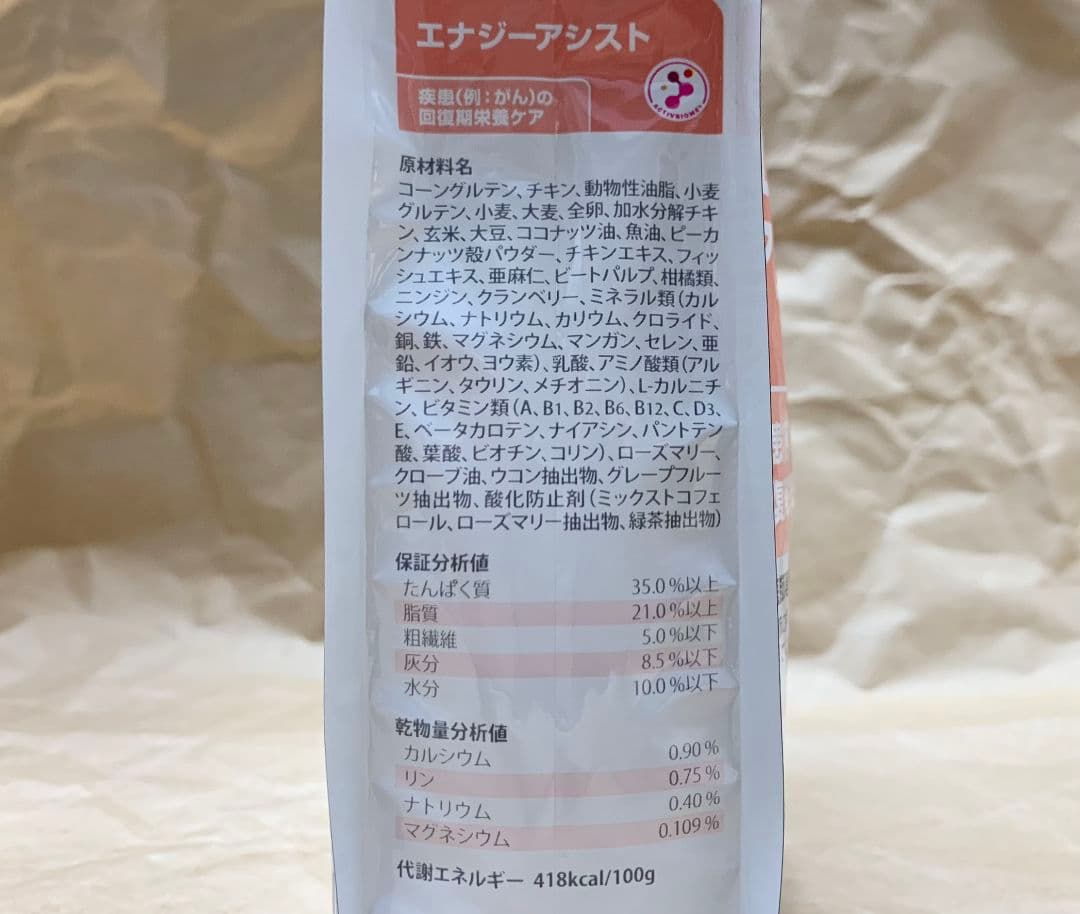 エナジーアシスト
疾患(例:がん)の
回復期栄養ケア
ACTIVBIOME+
原材料名
コーングルテン、チキン、動物性油脂、小麦
グルテン、小麦、大麦、全卵、加水分解チキ
ン、玄米、大豆、ココナッツ油、魚油、ピーカ
ンナッツ殻パウダー、チキンエキス、フィッ
シュエキス、亜麻仁、ビートパルプ、柑橘類、
ニンジン、クランベリー、ミネラル類(カル
シウム、ナトリウム、カリウム、クロライド、
銅、鉄、マグネシウム、マンガン、セレン、亜
鉛、イオウ、ヨウ素)、乳酸、アミノ酸類(アル
ギニン、タウリン、メチオニン)、L-カルニチ
ン、ビタミン類(A、B1、B2、B6、B12、C、D3、
E、ベータカロテン、ナイアシン、パントテン
酸、葉酸、ビオチン、コリン)、ローズマリー、
クローブ油、ウコン抽出物、グレープフルー
ツ抽出物、酸化防止剤(ミックストコフェ
ロール、ローズマリー抽出物、緑茶抽出物)
保証分析値
たんぱく質 35.0%以上
脂質 21.0%以上
粗繊維 5.0%以下
灰分 8.5%以下
水分 10.0%以下
乾物量分析値
カルシウム 0.90%
リン 0.75%
ナトリウム 0.40%
マグネシウム 0.109%
代謝エネルギー 418kcal/100g